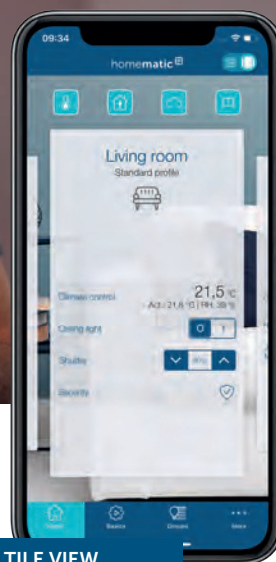 09:34
homematic IP
Living room
Standard profile
Climate control
21,5 °C
Act.: 21,6 °C | RH: 39 %
Ceiling light
O I
Shutter
Security
Home
Basics
Groups
More
TILE VIEW